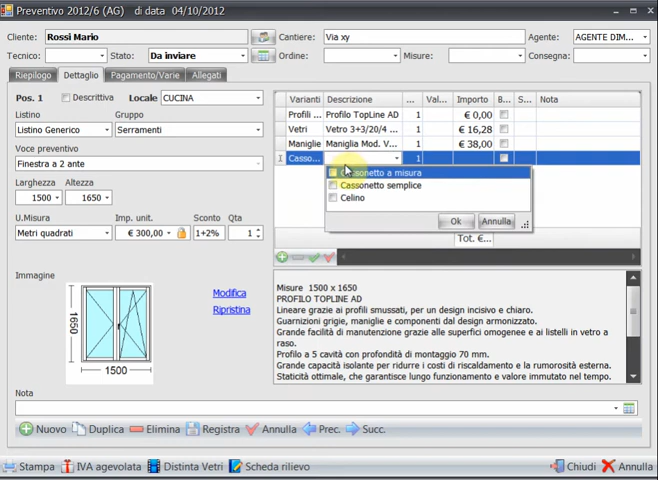 Preventivo 2012/6 (AG) di data 04/10/2012
Cliente: Rossi Mario Cantiere: Via xy Agente: AGENTE DIM...
Tecnico: Stato: Da inviare Ordine: Misure: Consegna:
Riepilogo Dettaglio Pagamento/Varie Allegati
Pos. 1 Descrittiva Locale CUCINA
Listino Gruppo
Listino Generico Serramenti
Voce preventivo
Finestra a 2 ante
Larghezza Altezza
1500 1650
U.Misura Imp. unit. Sconto Qta
Metri quadrati € 300,00 1+2% 1
Immagine
1650
1500
Modifica
Ripristina
Varianti Descrizione ... Val... Importo B... S... Nota
Profili ... Profilo TopLine AD 1 € 0,00
Vetri Vetro 3+3/20/4 ... 1 € 16,28
Maniglie Maniglia Mod. V... 1 € 38,00
Casso... 1
Cassonetto a misura
Cassonetto semplice
Celino
Ok Annulla
Tot. €...
Misure 1500 x 1650
PROFILO TOPLINE AD
Lineare grazie ai profili smussati, per un design incisivo e chiaro.
Guarnizioni grigie, maniglie e componenti dal design armonizzato.
Grande facilità di manutenzione grazie alle superfici omogenee e ai listelli in vetro a
raso.
Profilo a 5 cavità con profondità di montaggio 70 mm.
Grande capacità isolante per ridurre i costi di riscaldamento e la rumorosità esterna.
Staticità ottimale, che garantisce lungo funzionamento e valore immutato nel tempo.
Nota
Nuovo Duplica Elimina Registra Annulla Prec. Succ.
Stampa IVA agevolata Distinta Vetri Scheda rilievo Chiudi Annulla